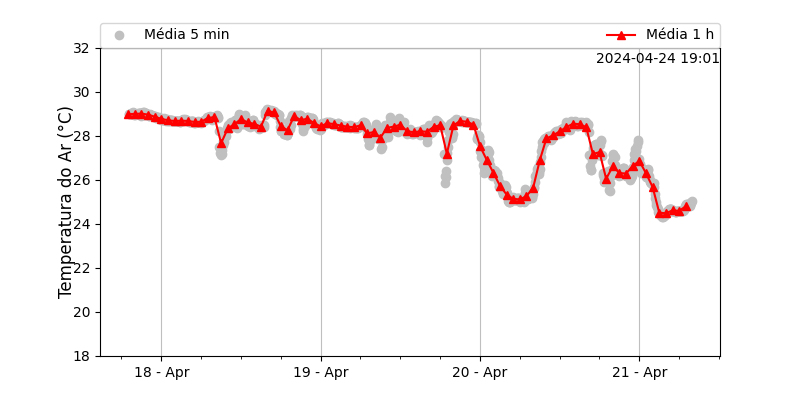 Média 5 min
Média 1 h
2024-04-24 19:01
Temperatura do Ar (°C)
32
30
28
26
24
22
20
18
18 - Apr
19 - Apr
20 - Apr
21 - Apr